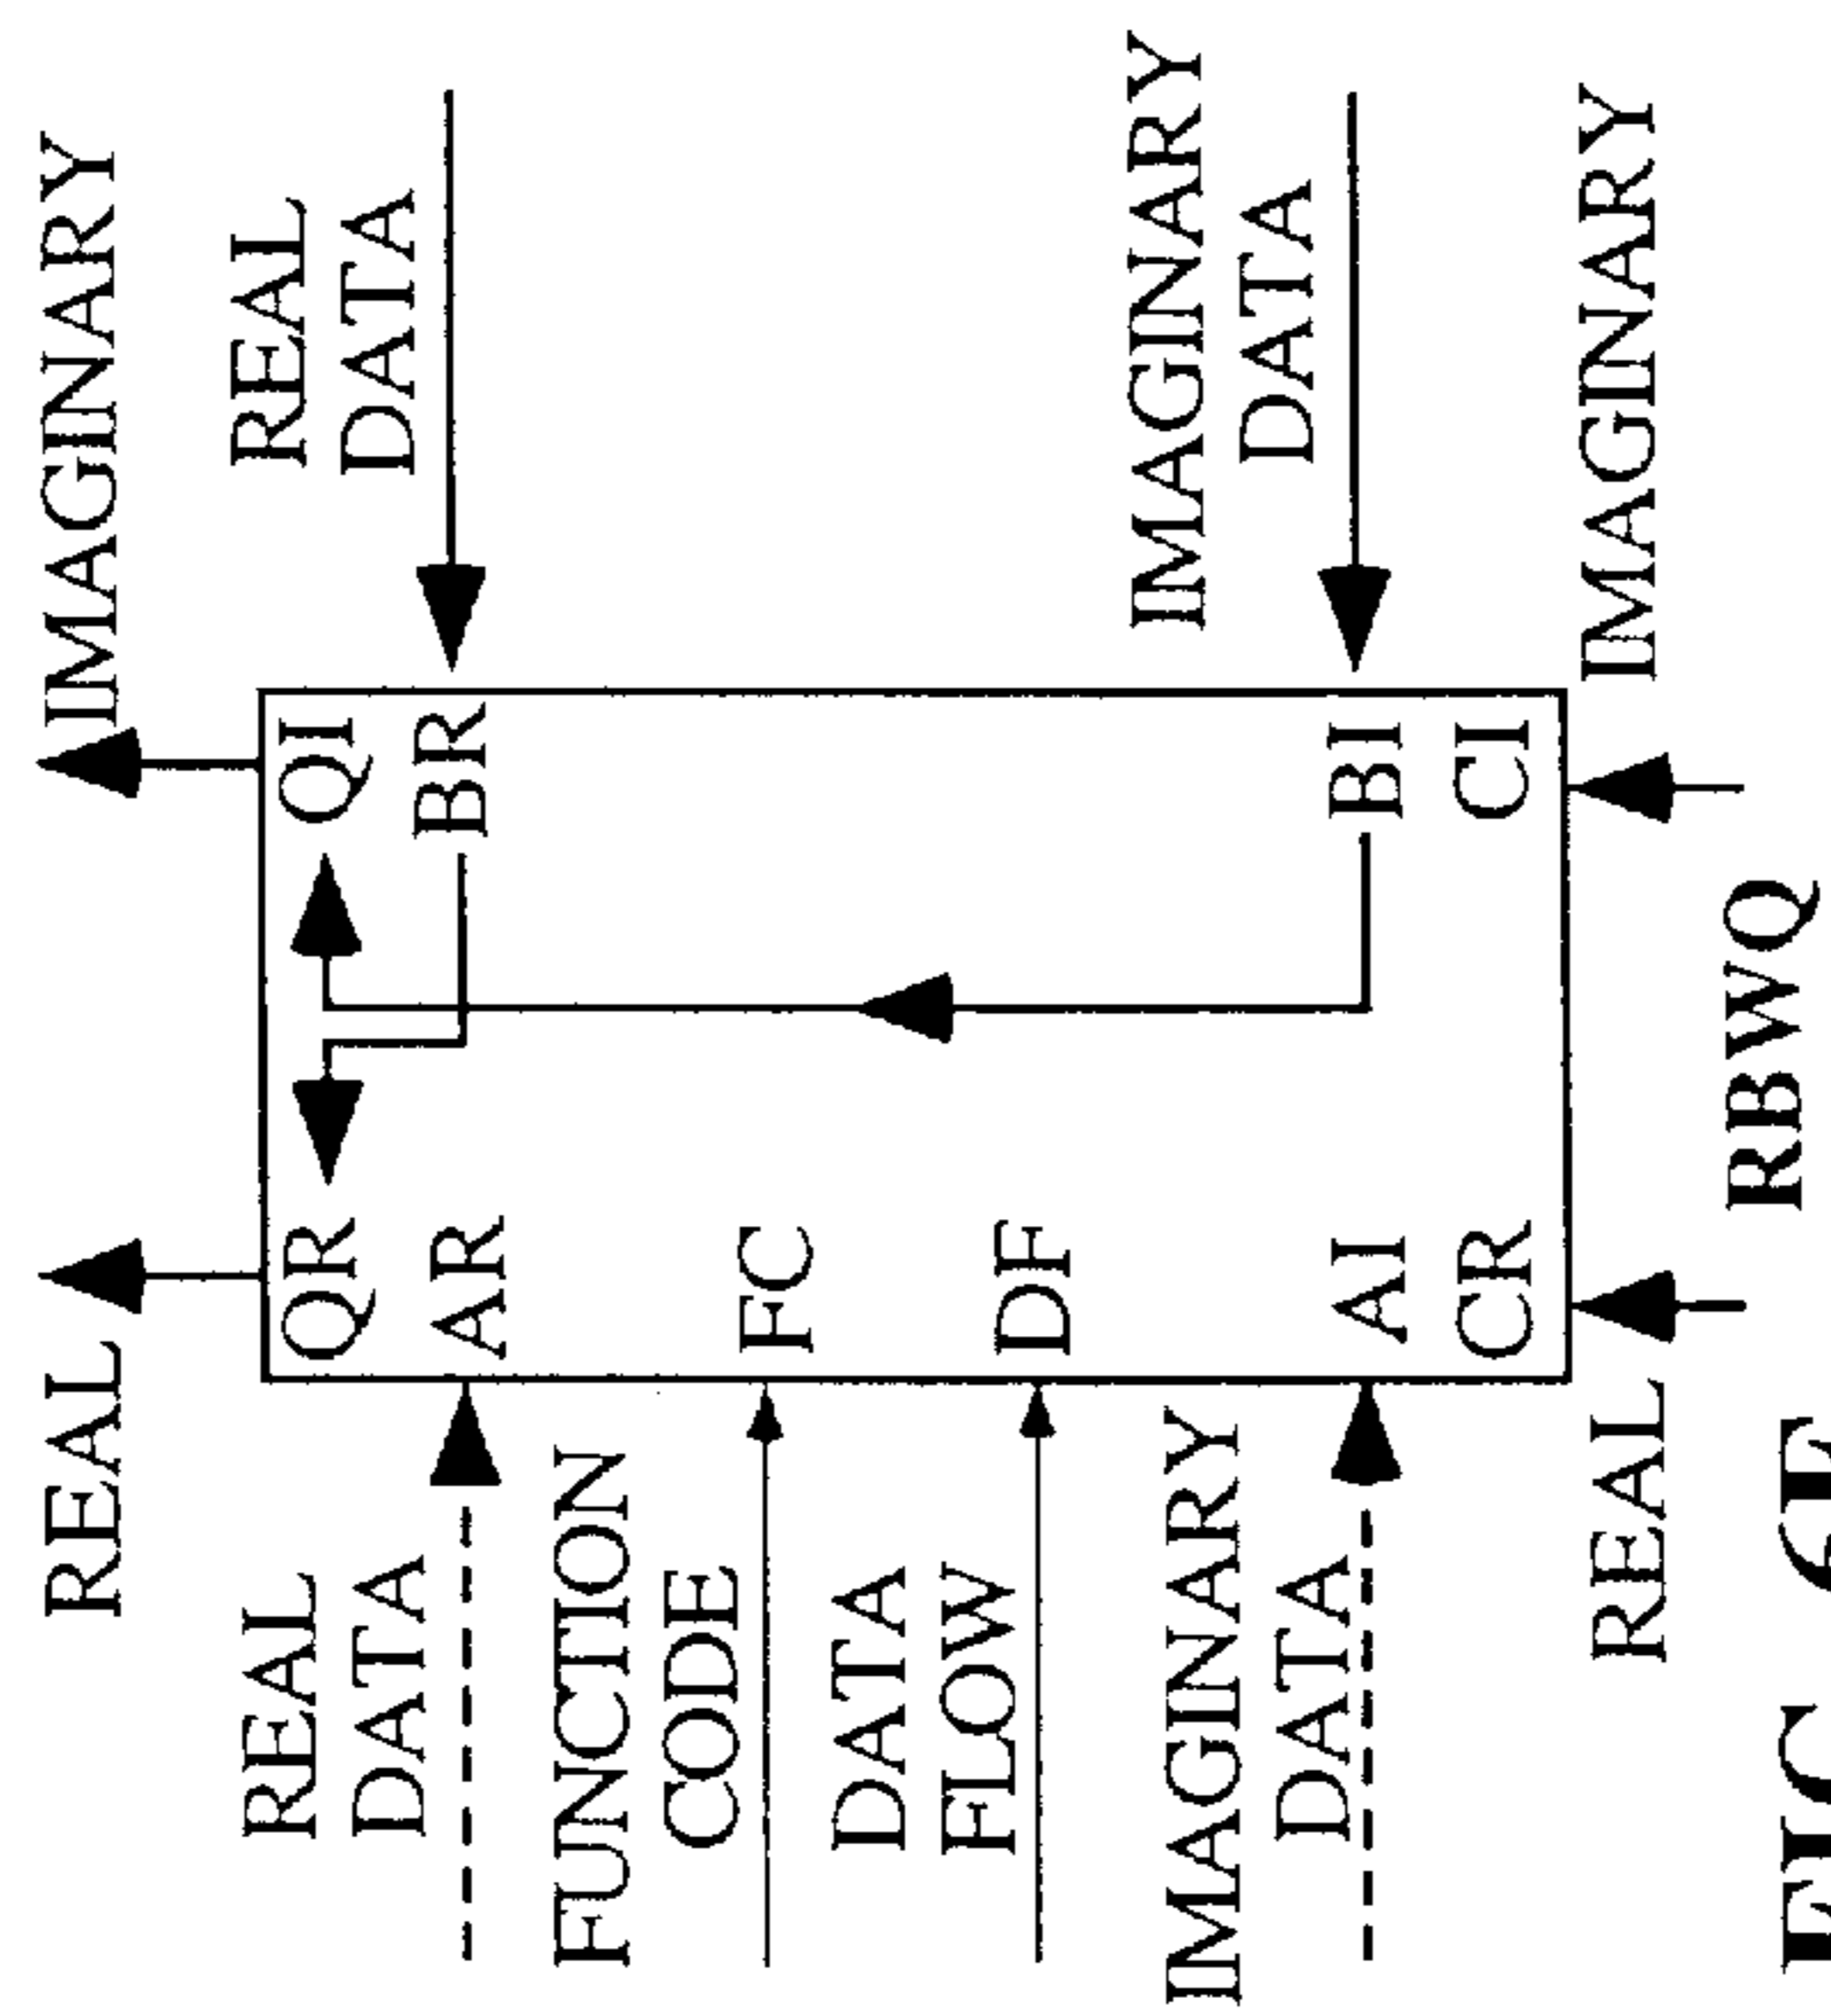 REAL
IMAGINARY
REAL
DATA
QR
QI
REAL
DATA
AR
BR
FUNCTION
CODE
FC
DATA
FLOW
DF
IMAGINARY
DATA
AI
BI
IMAGINARY
DATA
CR
CI
REAL
IMAGINARY
RBWQ